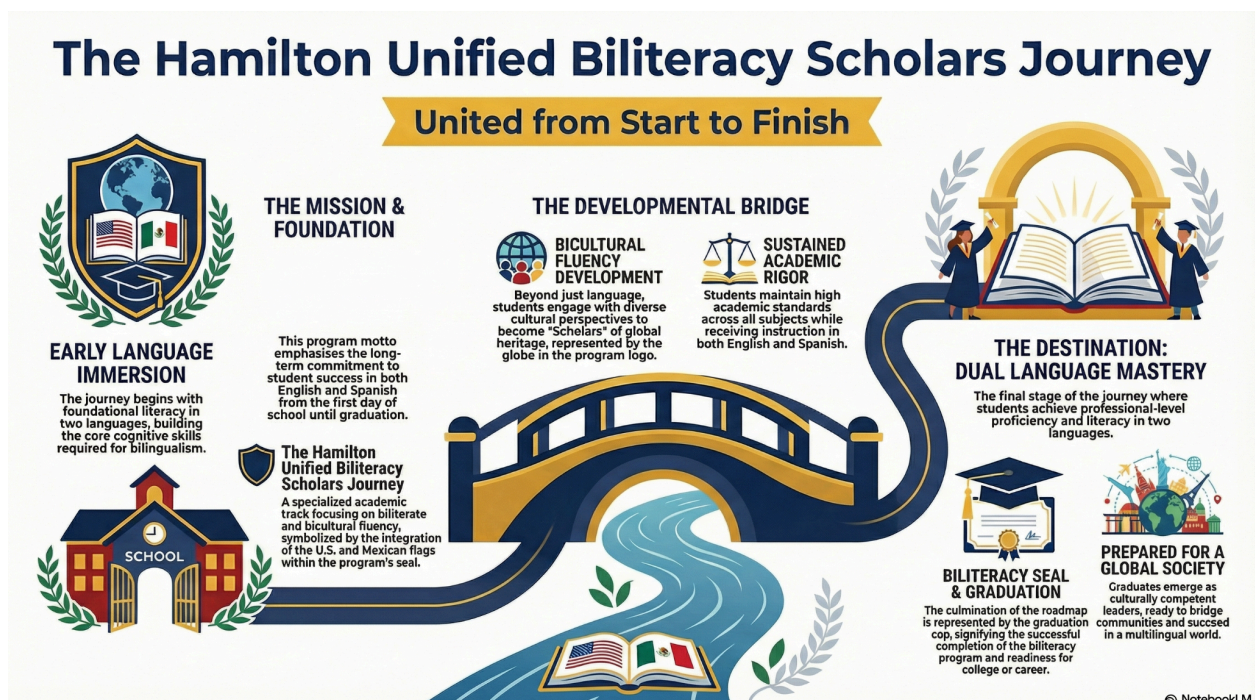 The Hamilton Unified Biliteracy Scholars Journey
United from Start to Finish
EARLY LANGUAGE
IMMERSION
The journey begins with
foundational literacy in
two languages, building
the core cognitive skills
required for bilingualism.
SCHOOL
THE MISSION &
FOUNDATION
This program motto
emphasises the long-
term commitment to
student success in both
English and Spanish
from the first day of
school until graduation.
The Hamilton
Unified Biliteracy
Scholars Journey
A specialized academic
track focusing on biliterate
and bicultural fluency,
symbolized by the integration
of the U.S. and Mexican flags
within the program's seal.
THE DEVELOPMENTAL BRIDGE
BICULTURAL
FLUENCY
DEVELOPMENT
Beyond just language,
students engage with diverse
cultural perspectives to
become "Schelars" of global
heritage, represented by the
globe in the program logo.
SUSTAINED
ACADEMIC
RIGOR
Students maintain high
academic standards
across all subjects while
receiving instruction in
both English and Spanish.
THE DESTINATION:
DUAL LANGUAGE MASTERY
The final stage of the journey where
students achieve professional-level
proficiency and literacy in two
languages.
BILITERACY SEAL
& GRADUATION
The culmination of the roadmap
is represented by the graduation
cop, signifying the successful
completion of the biliteracy
program and readiness for
college or career.
PREPARED FOR A
GLOBAL SOCIETY
Graduates emerge as
culturally competent
leaders, ready to bridge
communities and succsed
in a multilingual world.
NotebookLM